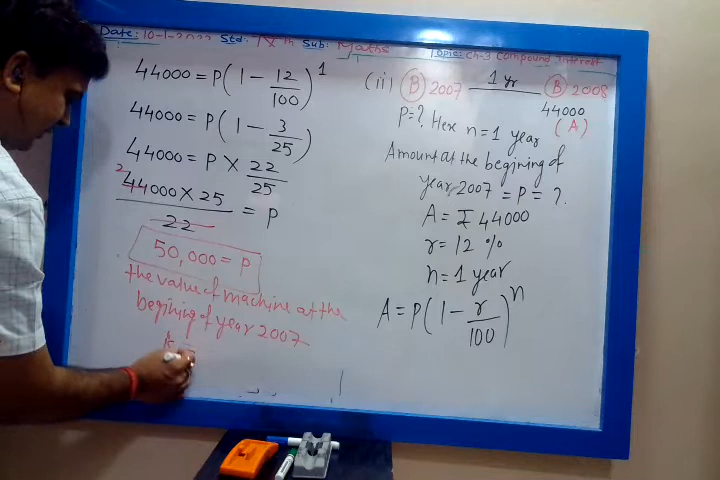 Date: 10-1-2022 Std: IX th Sub: Maths
Topic: Ch-3 Compound Interest
44000 = P(1 - 12/100)^1
44000 = P(1 - 3/25)
44000 = P × 22/25
2
44000 × 25/22 = P
50,000 = P
the value of machine at the
begining of year 2007
(ii) (B) 2007 1 yr (B) 2008
44000
(A)
P=? Here n=1 year
Amount at the begining of
year 2007 = P = ?
A = ₹ 44000
r = 12 %
n = 1 year
A = P(1 - r/100)^n